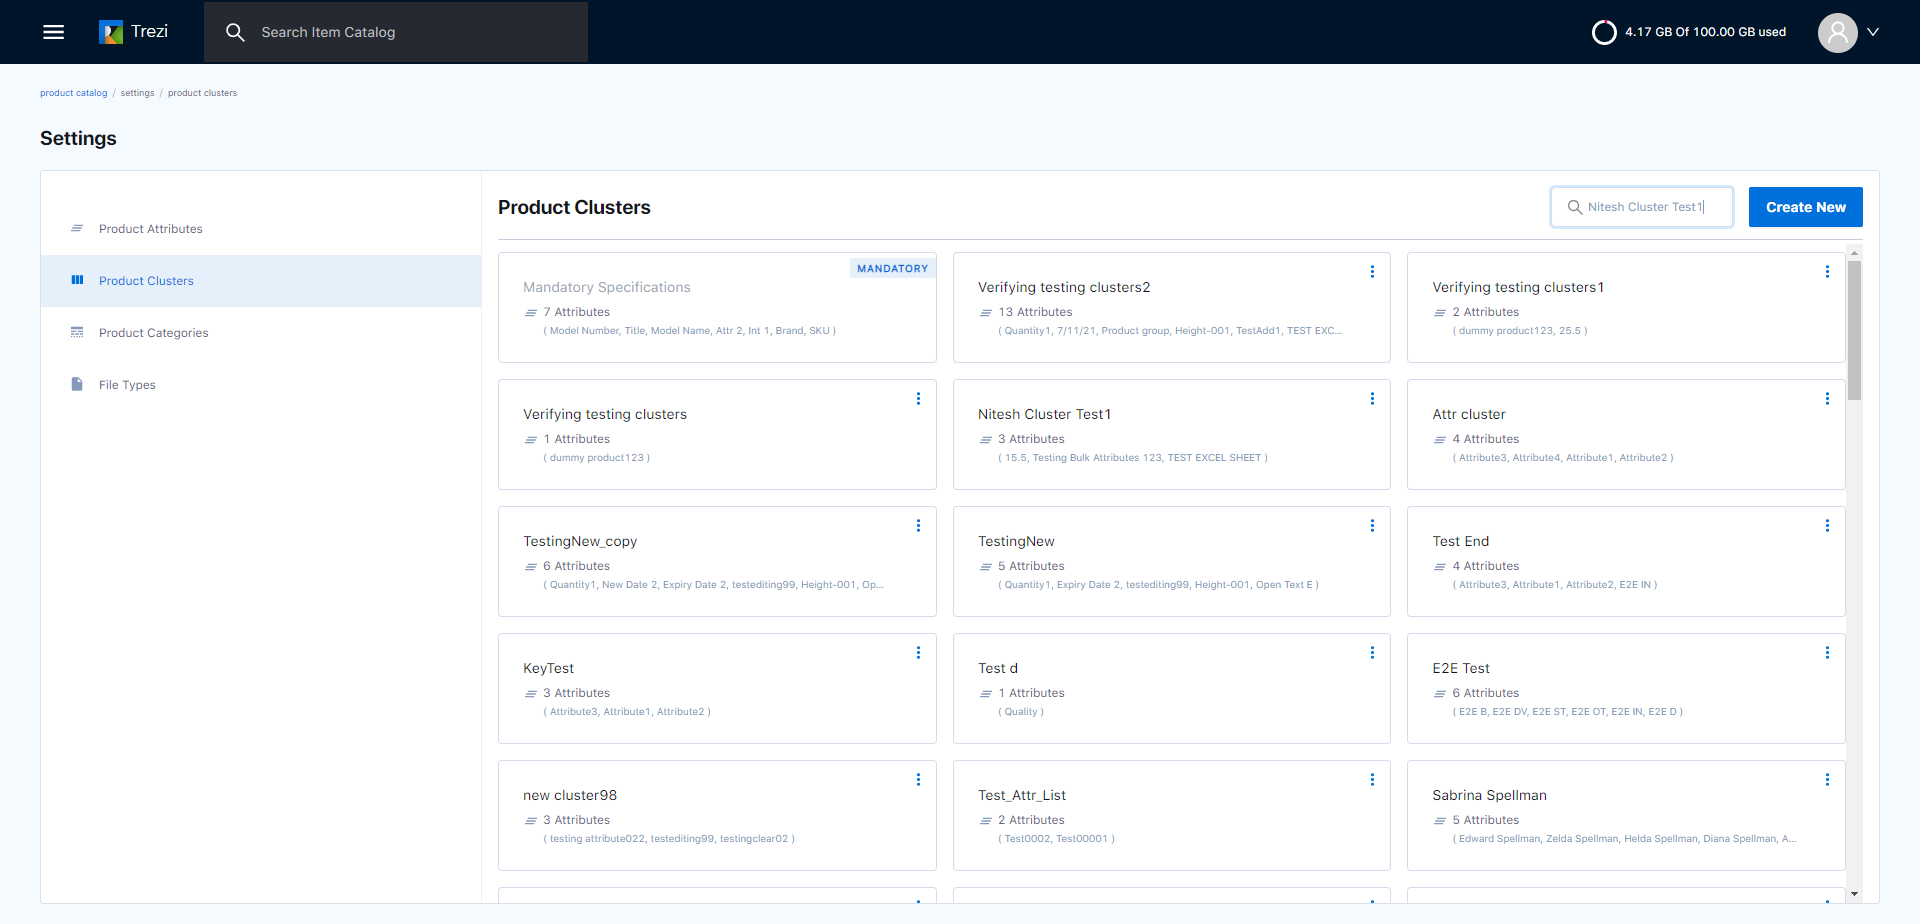 Trezi
Search Item Catalog
4.17 GB Of 100.00 GB used
product catalog / settings / product clusters
Settings
Product Attributes
Product Clusters
Product Categories
File Types
Product Clusters
Nitesh Cluster Test1
Create New
MANDATORY
Mandatory Specifications
7 Attributes
( Model Number, Title, Model Name, Attr 2, Int 1, Brand, SKU )
Verifying testing clusters2
13 Attributes
( Quantity1, 7/11/21, Product group, Height-001, TestAdd1, TEST EXC...
Verifying testing clusters1
2 Attributes
( dummy product123, 25.5 )
Verifying testing clusters
1 Attributes
( dummy product123 )
Nitesh Cluster Test1
3 Attributes
( 15.5, Testing Bulk Attributes 123, TEST EXCEL SHEET )
Attr cluster
4 Attributes
( Attribute3, Attribute4, Attribute1, Attribute2 )
TestingNew_copy
6 Attributes
( Quantity1, New Date 2, Expiry Date 2, testediting99, Height-001, Op...
TestingNew
5 Attributes
( Quantity1, Expiry Date 2, testediting99, Height-001, Open Text E )
Test End
4 Attributes
( Attribute3, Attribute1, Attribute2, E2E IN )
KeyTest
3 Attributes
( Attribute3, Attribute1, Attribute2 )
Test d
1 Attributes
( Quality )
E2E Test
6 Attributes
( E2E B, E2E DV, E2E ST, E2E OT, E2E IN, E2E D )
new cluster98
3 Attributes
( testing attribute022, testediting99, testingclear02 )
Test_Attr_List
2 Attributes
( Test0002, Test00001 )
Sabrina Spellman
5 Attributes
( Edward Spellman, Zelda Spellman, Helda Spellman, Diana Spellman, A...